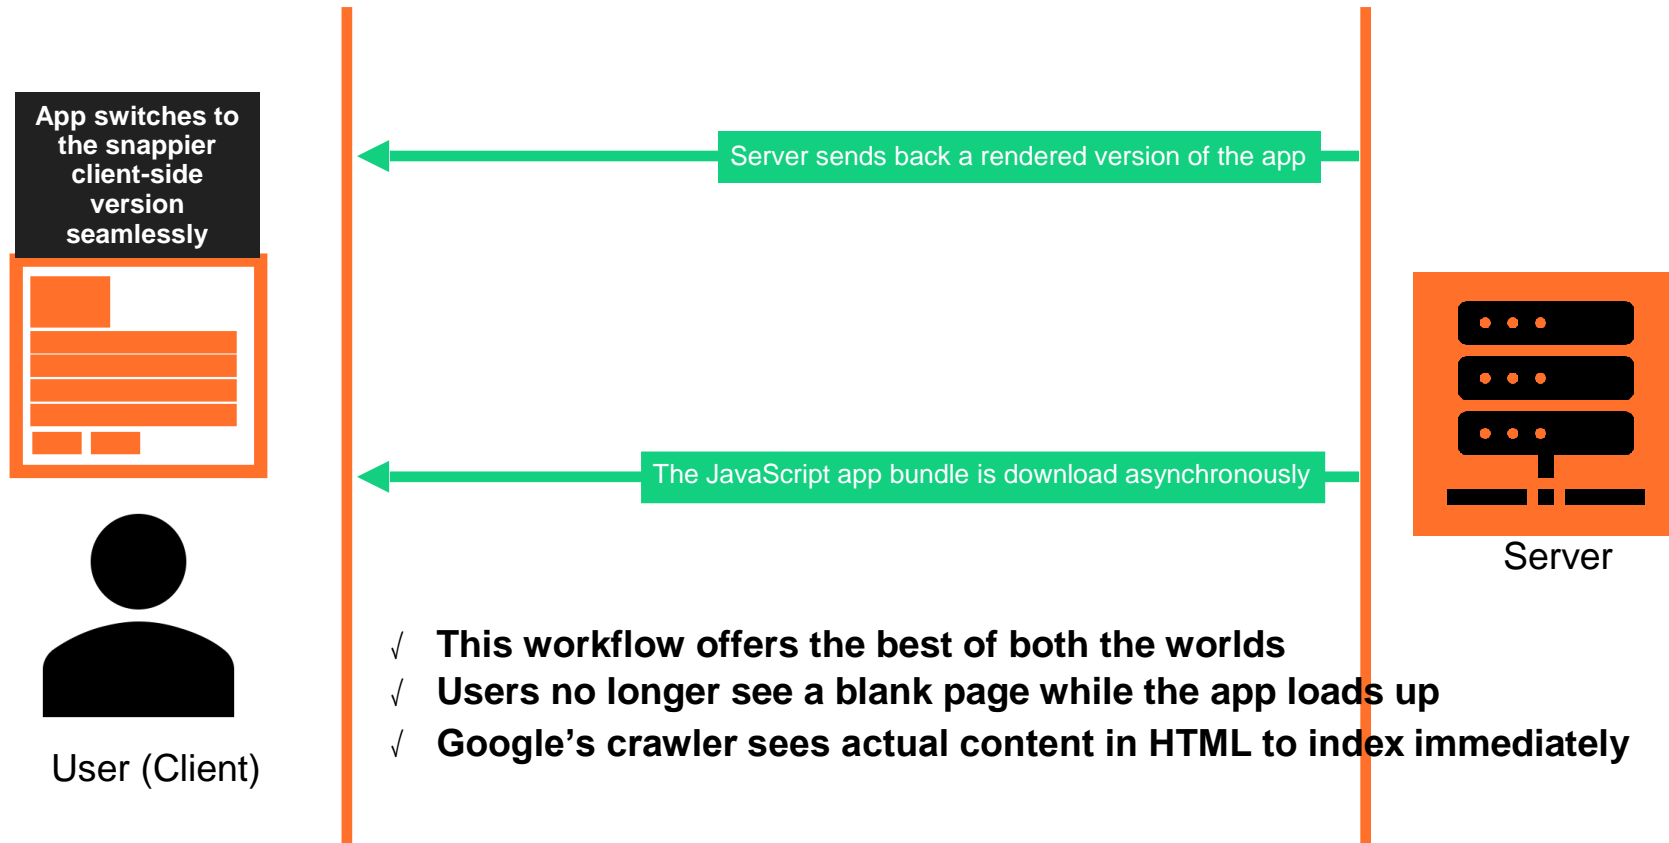 App switches to
the snappier
client-side
version
seamlessly
Server sends back a rendered version of the app
The JavaScript app bundle is download asynchronously
Server
√ This workflow offers the best of both the worlds
√ Users no longer see a blank page while the app loads up
√ Google’s crawler sees actual content in HTML to index immediately
User (Client)